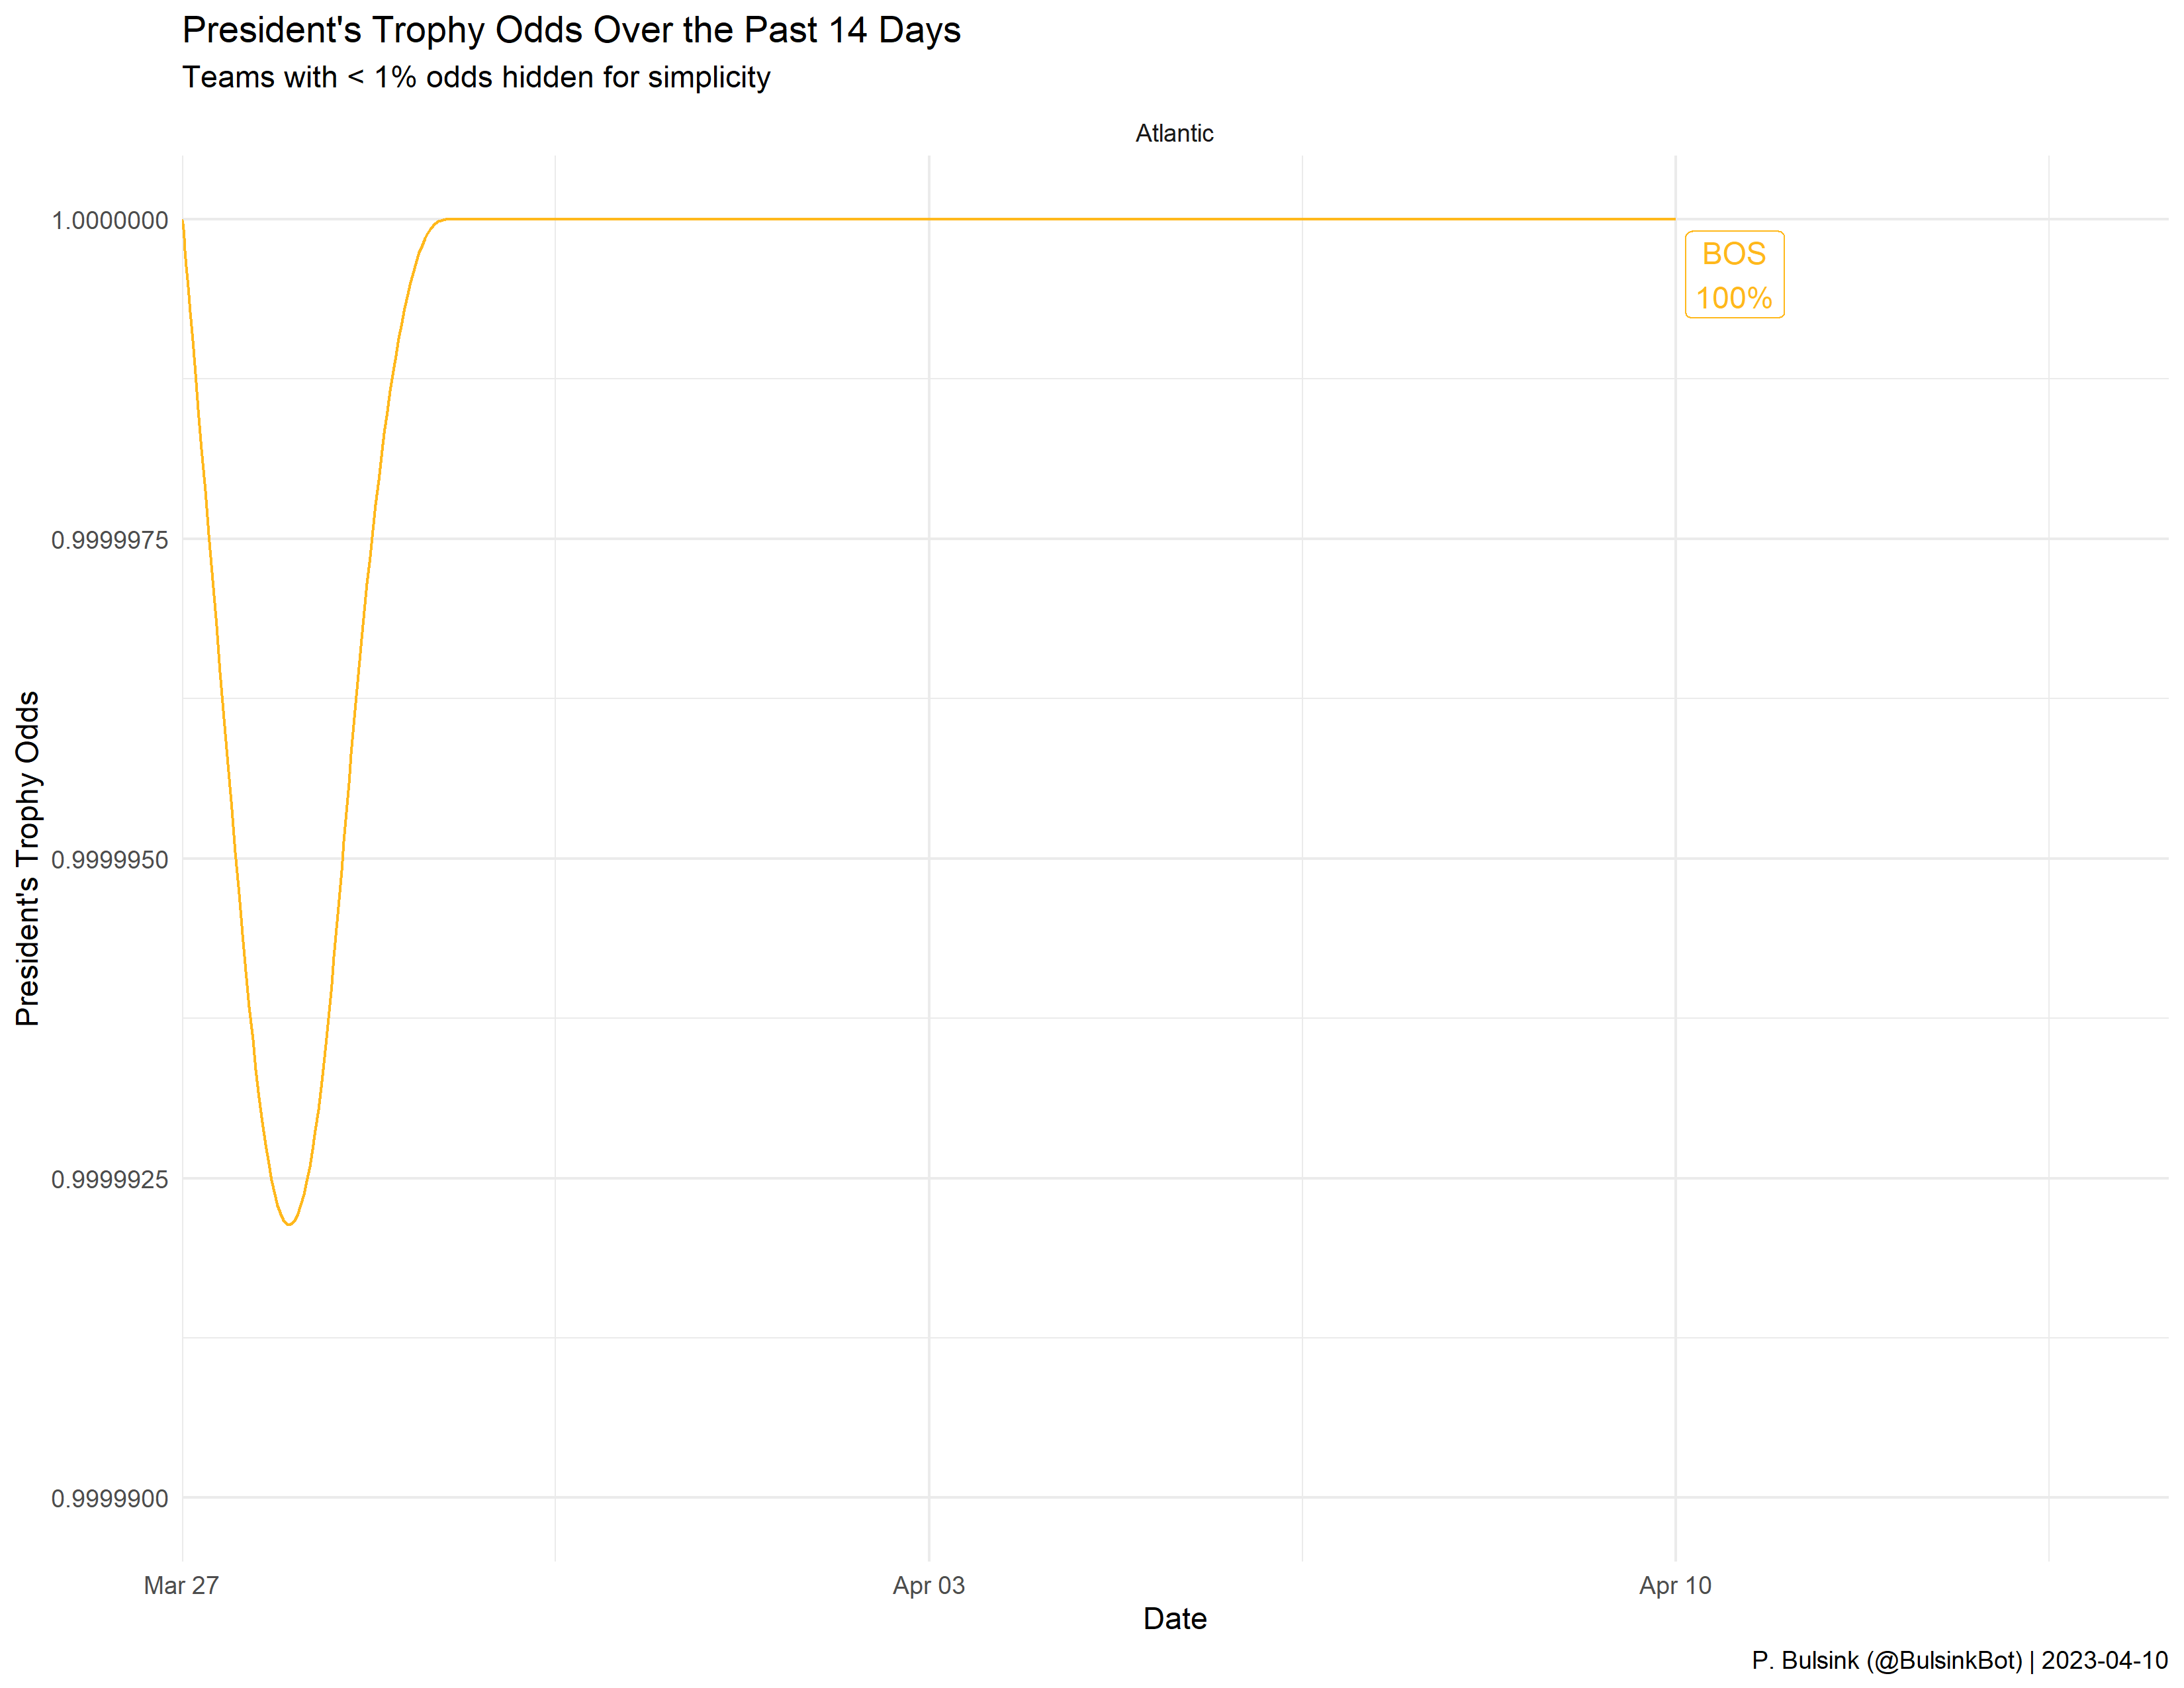 President's Trophy Odds Over the Past 14 Days
Teams with < 1% odds hidden for simplicity
Atlantic
1.0000000
0.9999975
0.9999950
0.9999925
0.9999900
President's Trophy Odds
BOS
100%
Mar 27
Apr 03
Apr 10
Date
P. Bulsink (@BulsinkBot) | 2023-04-10